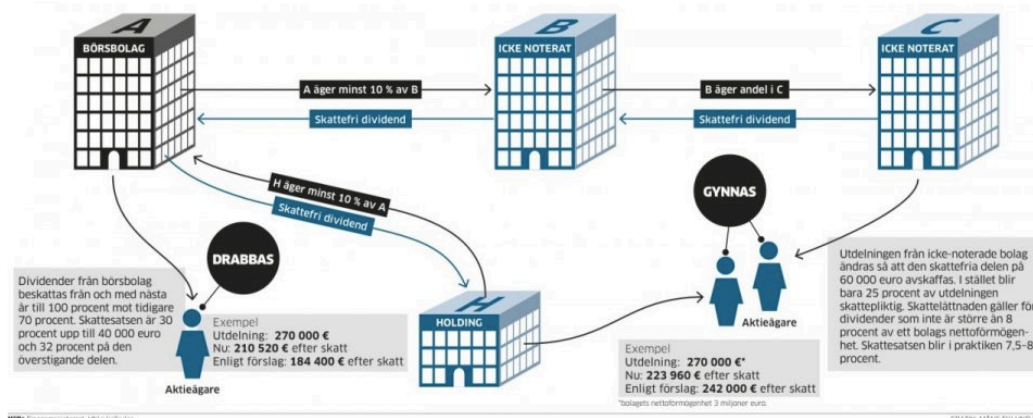 A
BÖRSBOLAG
B
ICKE NOTERAT
C
ICKE NOTERAT
A äger minst 10 % av B
Skattefri dividend
B äger andel i C
Skattefri dividend
H äger minst 10 % av A
Skattefri dividend
DRABBAS
GYNNAS
Dividender från börsbolag
beskattas från och med nästa
år till 100 procent mot tidigare
70 procent. Skattesatsen är 30
procent upp till 40 000 euro
och 32 procent på den
överstigande delen.
Aktieägare
Exempel
Utdelning: 270 000 €
Nu: 210 520 € efter skatt
Enligt förslag: 184 400 € efter skatt
H
HOLDING
Aktieägare
Exempel
Utdelning: 270 000 €*
Nu: 223 960 € efter skatt
Enligt förslag: 242 000 € efter skatt
*bolagets nettoförmögenhet 3 miljoner euro.
Utdelningen från icke-noterade bolag
ändras så att den skattefria delen på
60 000 euro avskaffas. I stället blir
bara 25 procent av utdelningen
skattepliktig. Skattelättnaden gäller för
dividender som inte är större än 8
procent av ett bolags nettoförmögen-
het. Skattesatsen blir i praktiken 7,5–8
procent.